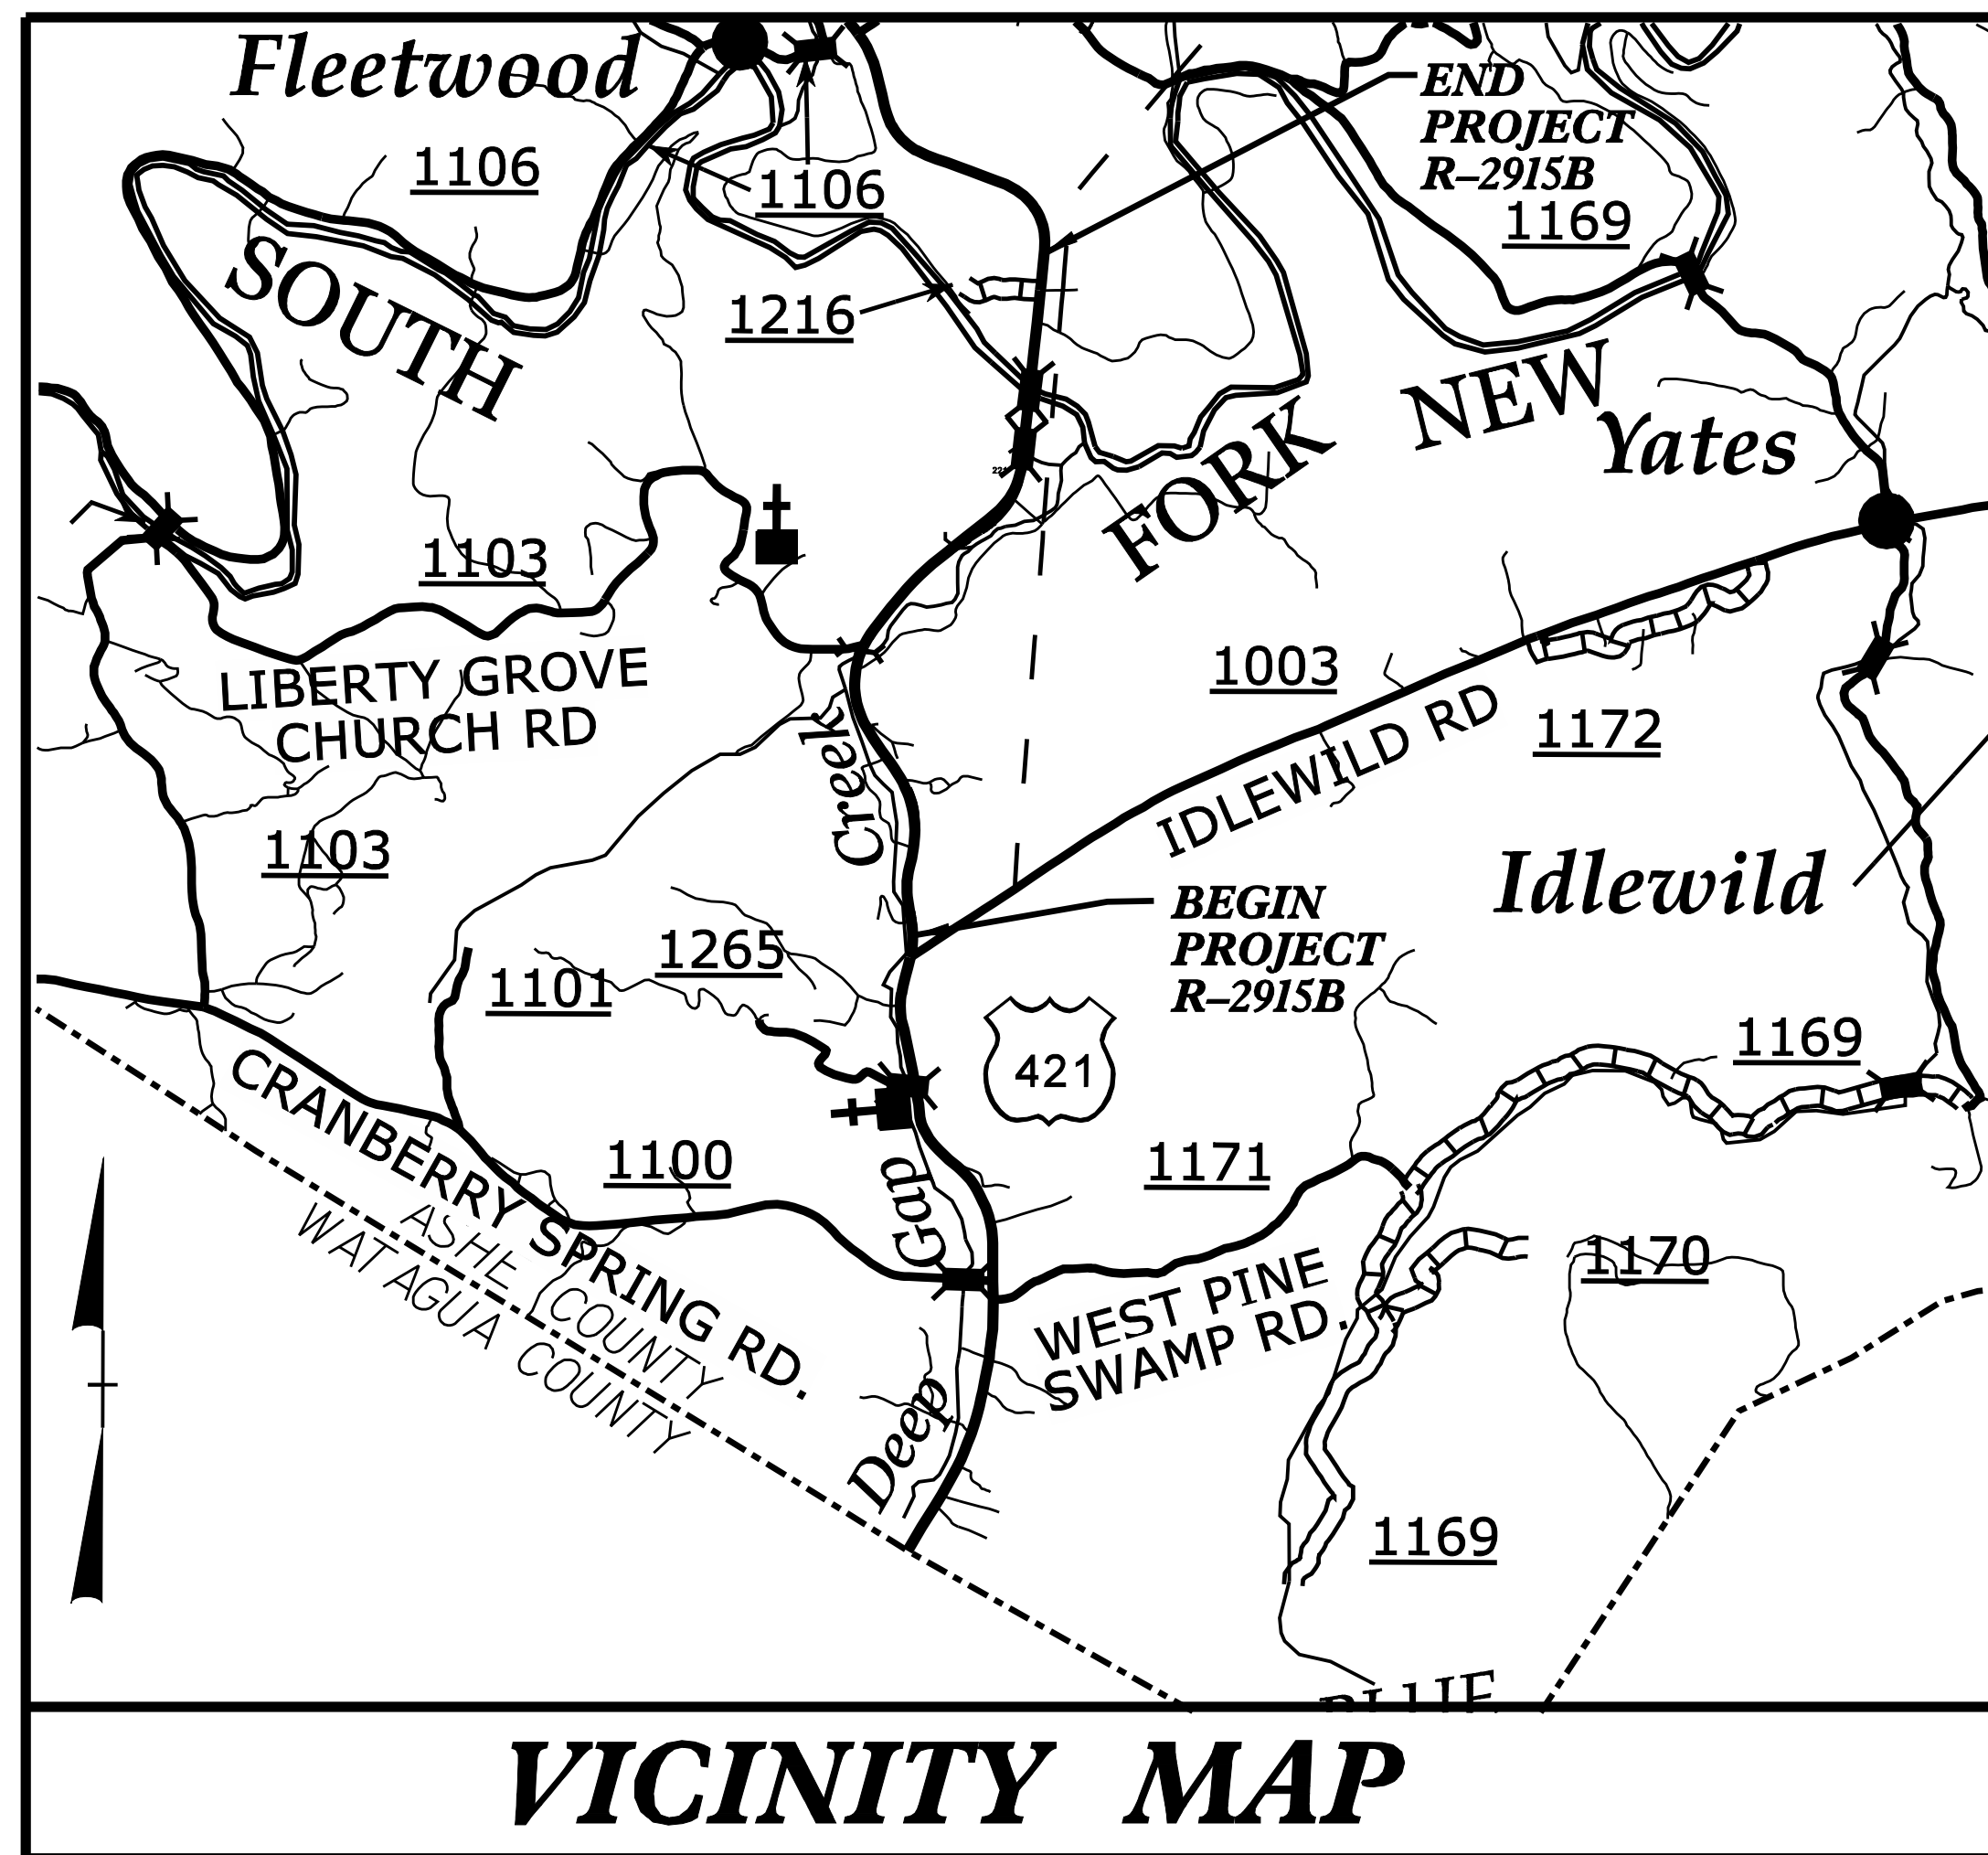 Fleetwood
END
PROJECT
R–2915B
1106
1106
1169
SOUTH
1216
NEW
Yates
FORK
1103
LIBERTY GROVE
CHURCH RD
1003
IDLEWILD RD
1172
Creek
1103
Idlewild
BEGIN
PROJECT
R–2915B
1265
1101
421
1169
CRANBERRY SPRING RD.
1100
1171
Gap
ASHE COUNTY
WATAGUA COUNTY
1170
WEST PINE
SWAMP RD.
Deep
1169
VICINITY MAP